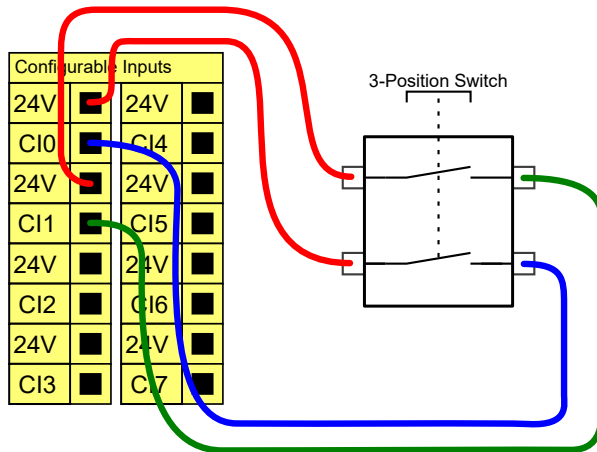 Configurable Inputs
24V 24V
CI0 CI4
24V 24V
CI1 CI5
24V 24V
CI2 CI6
24V 24V
CI3 CI7
3-Position Switch